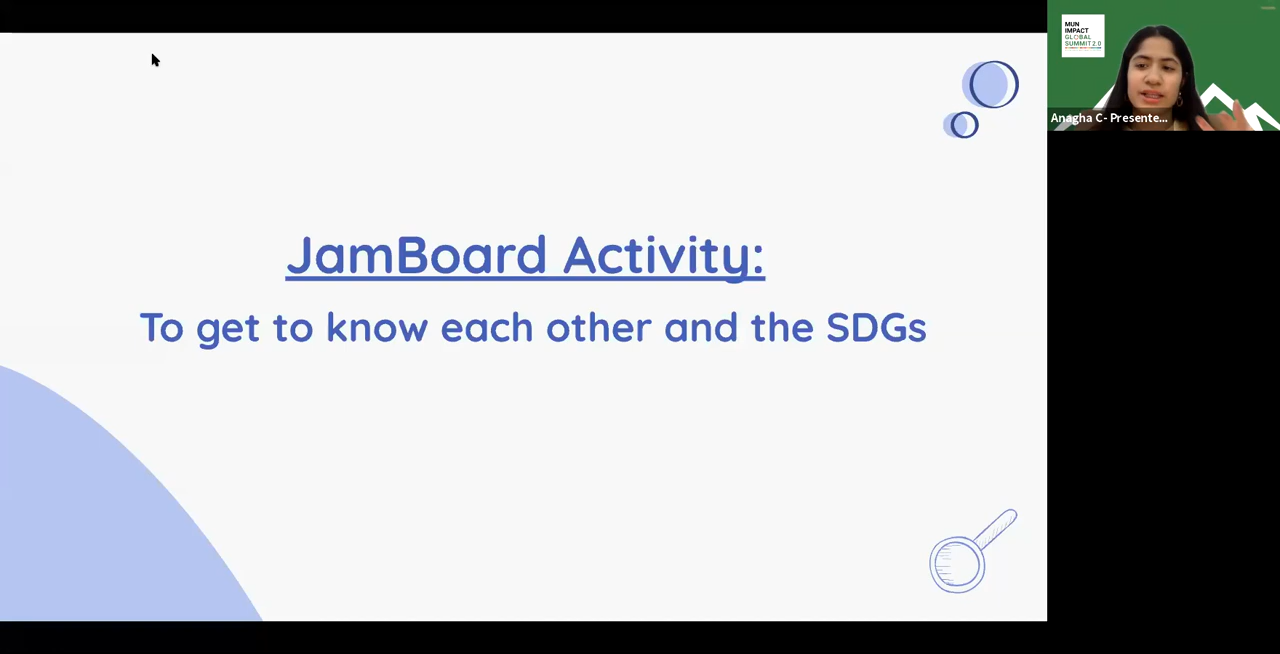 JamBoard Activity:
To get to know each other and the SDGs
MUN
IMPACT
GLOBAL
SUMMIT 2.0
Anagha C- Presente...